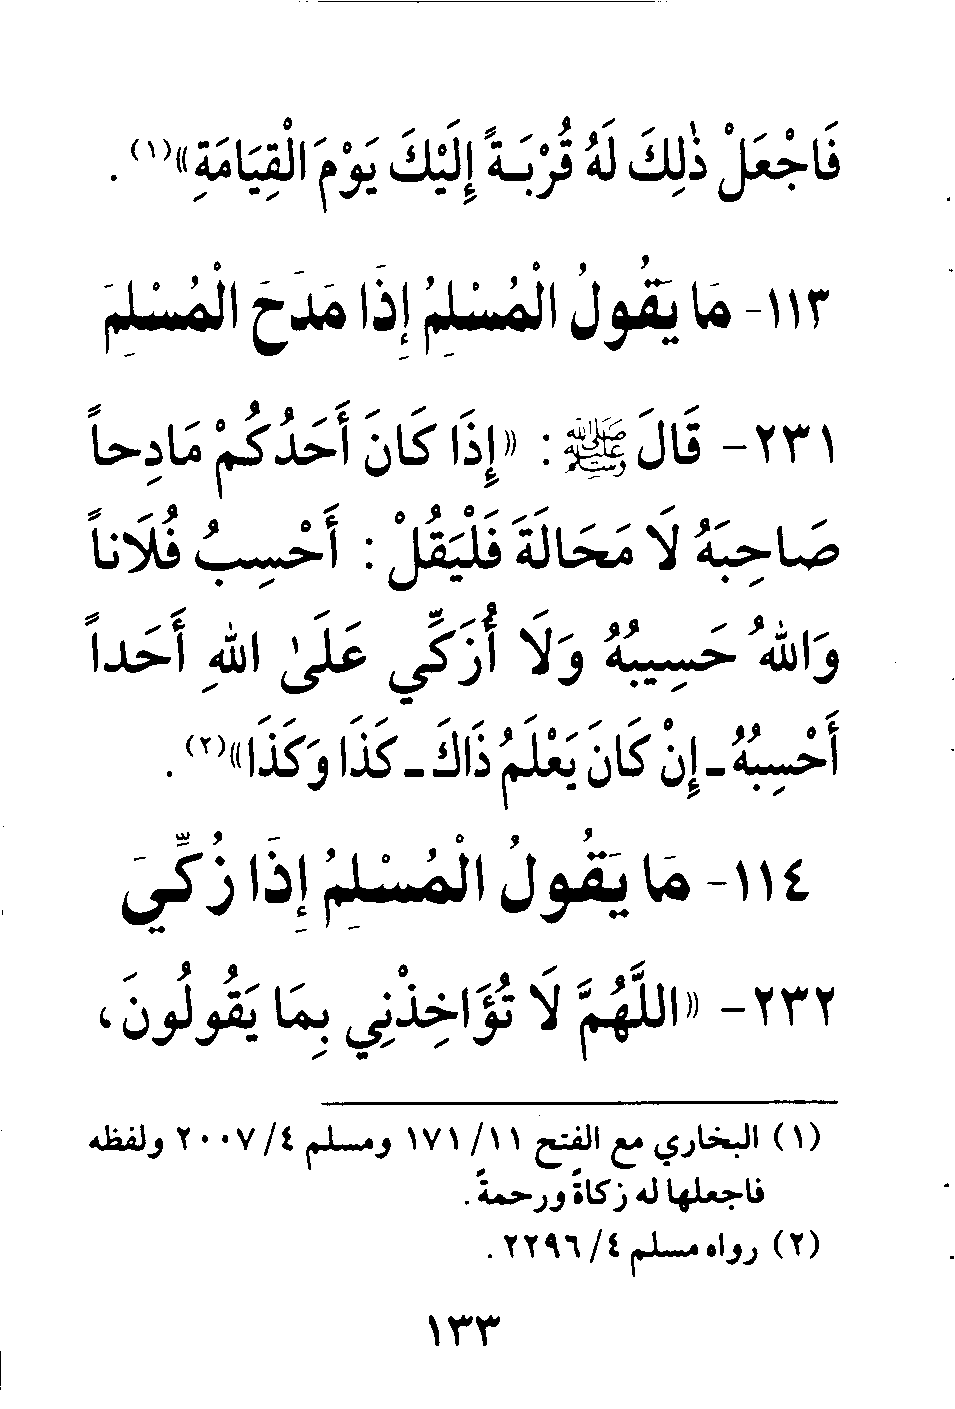 فَاجْعَلْ ذٰلِكَ لَهُ قُرْبَـةً إِلَيْكَ يَوْمَ الْقِيَامَةِ»(١) .
١١٣- مَا يَقُولُ الْمُسْلِمُ إِذَا مَدَحَ الْمُسْلِمَ
٢٣١- قَالَ ﷺ : «إِذَا كَانَ أَحَدُكُمْ مَادِحاً
صَاحِبَهُ لَا مَحَالَةَ فَلْيَقُلْ : أَحْسِبُ فُلَاناً
وَاللهُ حَسِيبُهُ وَلَا أُزَكِّي عَلَىٰ اللهِ أَحَداً
أَحْسِبُهُ ـ إِنْ كَانَ يَعْلَمُ ذَاكَ ـ كَذَا وَكَذَا»(٢) .
١١٤- مَا يَقُولُ الْمُسْلِمُ إِذَا زُكِّيَ
٢٣٢- «اللَّهُمَّ لَا تُؤَاخِذْنِي بِمَا يَقُولُونَ،
(١) البخاري مع الفتح ١١/ ١٧١ ومسلم ٤/ ٢٠٠٧ ولفظه
فاجعلها له زكاةً ورحمةً.
(٢) رواه مسلم ٤/ ٢٢٩٦ .
١٣٣